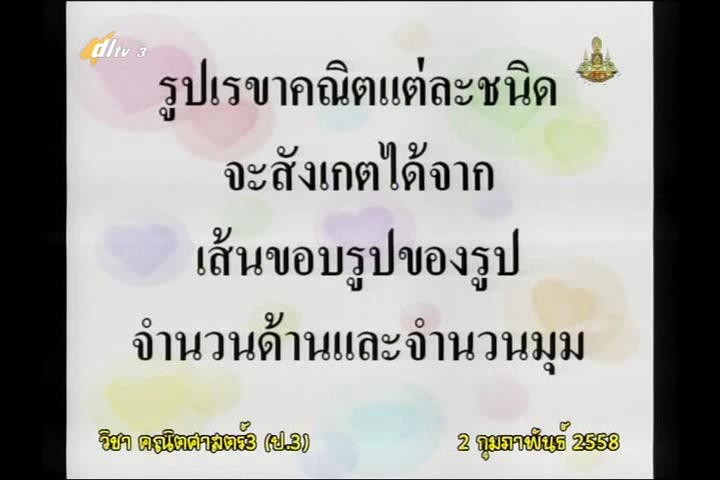 dltv 3
รูปเรขาคณิตแต่ละชนิด
จะสังเกตได้จาก
เส้นขอบรูปของรูป
จำนวนด้านและจำนวนมุม
วิชา คณิตศาสตร์3 (ป.3)
2 กุมภาพันธ์ 2558